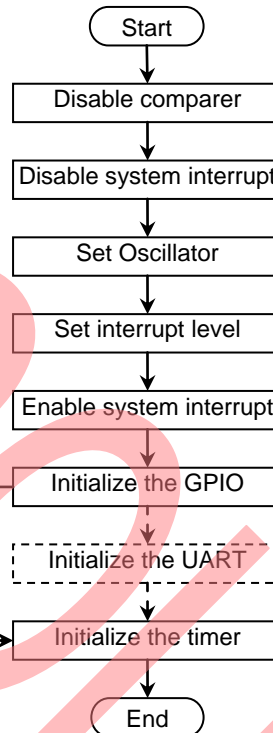 Start
Disable comparer
Disable system interrupt
Set Oscillator
Set interrupt level
Enable system interrupt
Initialize the GPIO
Initialize the UART
Initialize the timer
End